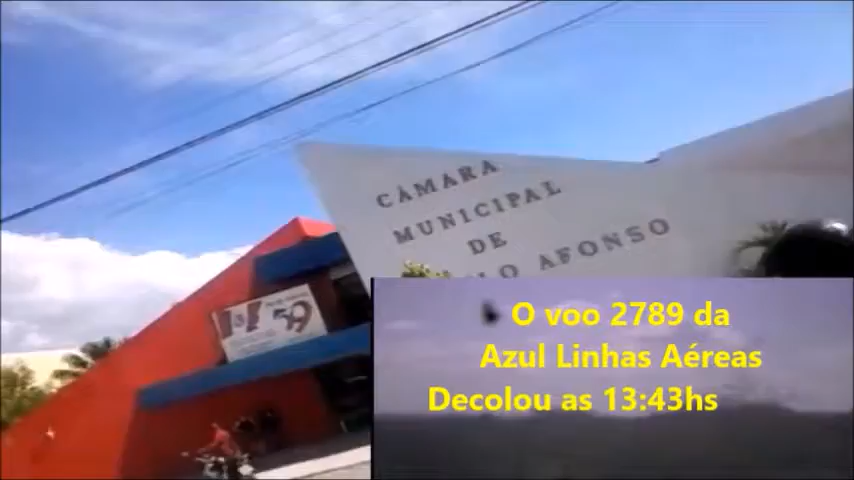 CÂMARA
MUNICIPAL
DE
AFONSO
59
O voo 2789 da
Azul Linhas Aéreas
Decolou as 13:43hs